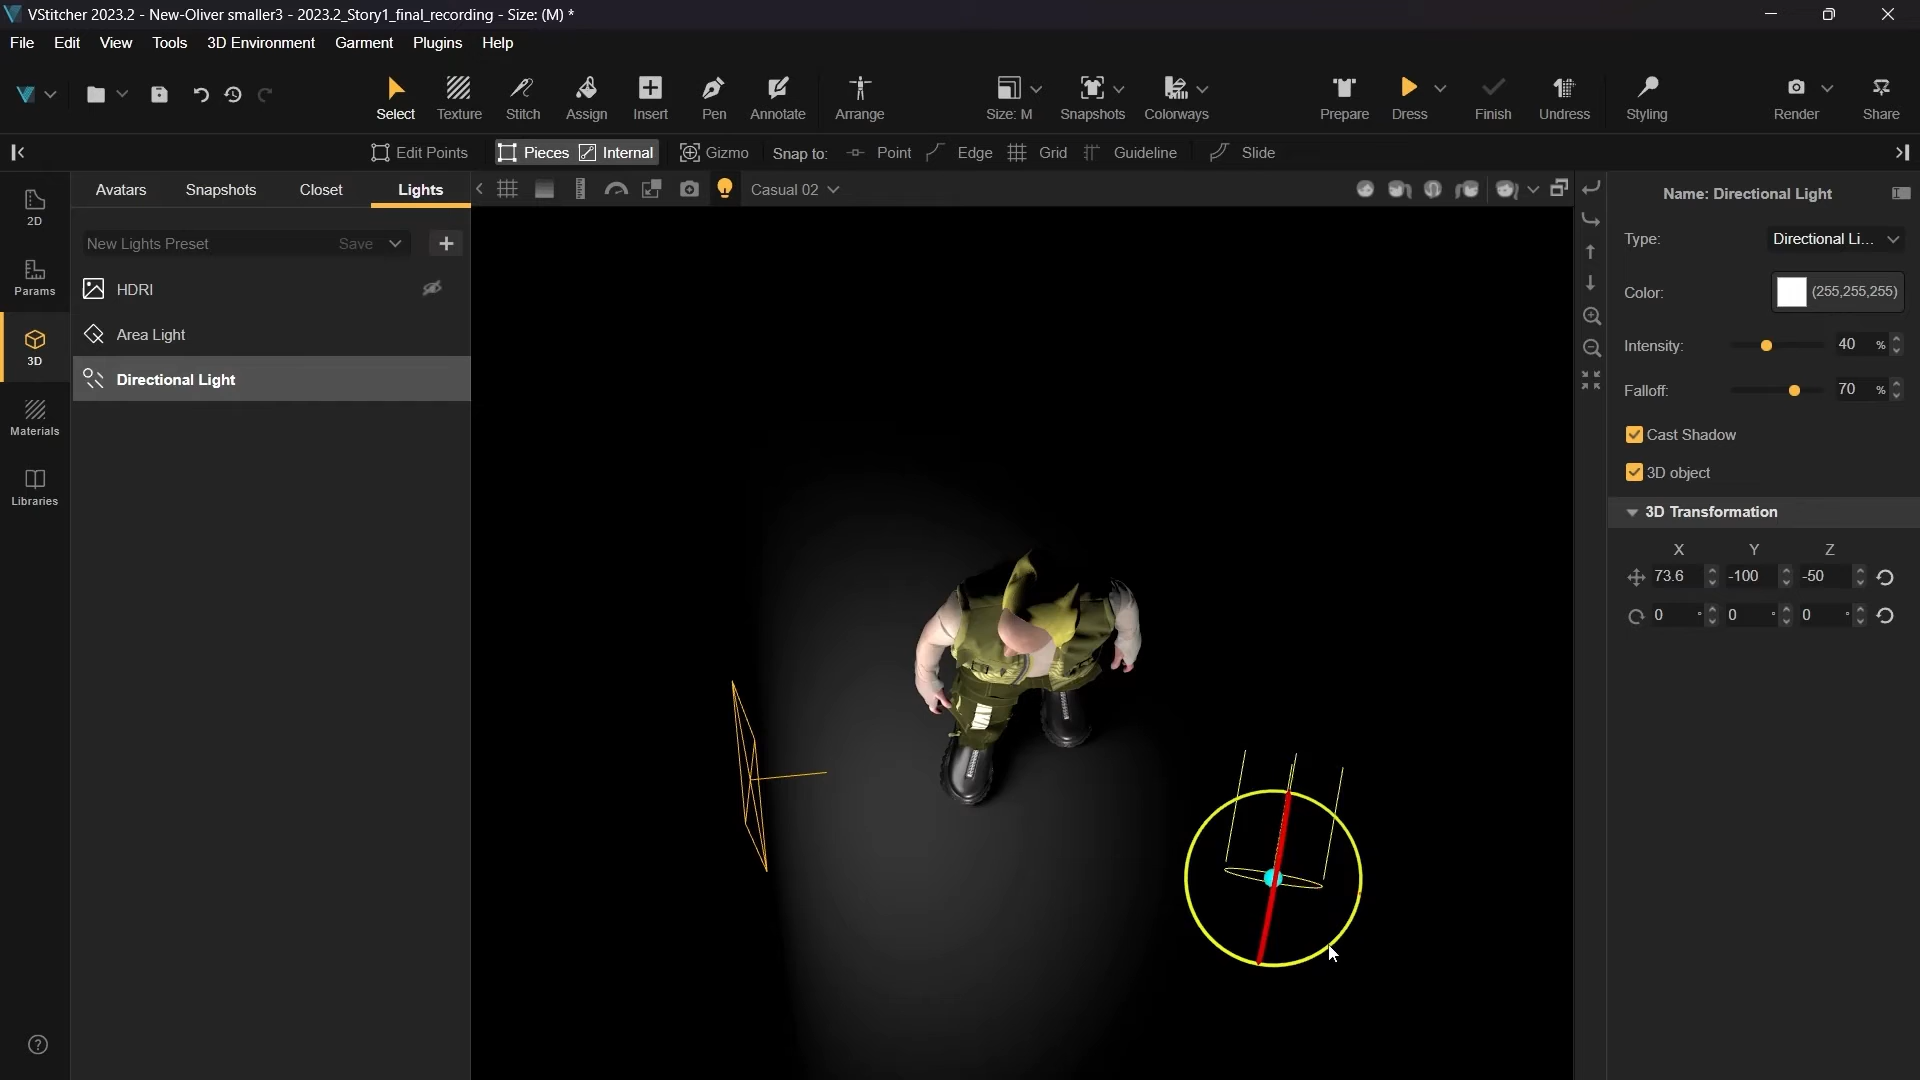 VStitcher 2023.2 - New-Oliver smaller3 - 2023.2_Story1_final_recording - Size: (M) *
File Edit View Tools 3D Environment Garment Plugins Help
Select Texture Stitch Assign Insert Pen Annotate Arrange Size: M Snapshots Colorways Prepare Dress Finish Undress Styling Render Share
Edit Points Pieces Internal Gizmo Snap to: Point Edge Grid Guideline Slide
2D
Params
3D
Materials
Libraries
Avatars Snapshots Closet Lights
New Lights Preset Save
HDRI
Area Light
Directional Light
Casual 02
Name: Directional Light
Type: Directional Li...
Color: (255,255,255)
Intensity: 40 %
Falloff: 70 %
Cast Shadow
3D object
3D Transformation
X Y Z
73.6 -100 -50
0 ° 0 ° 0 °